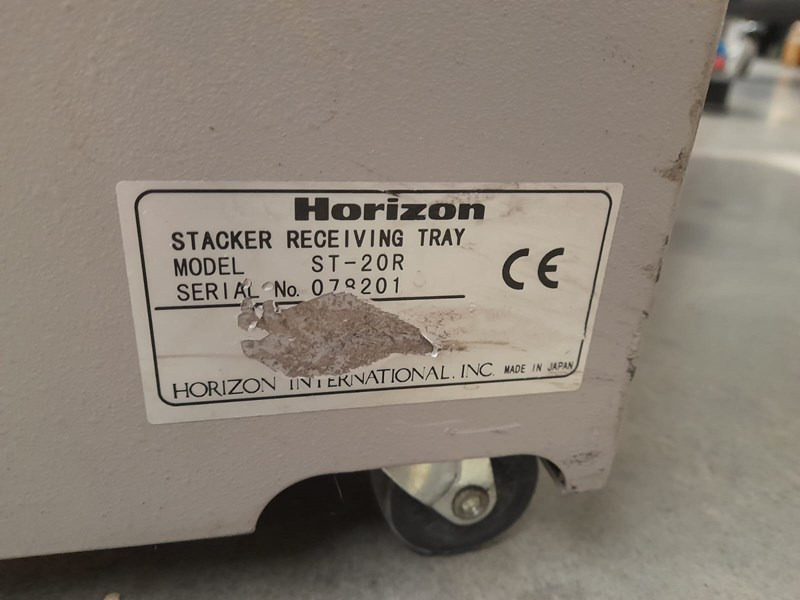 Horizon
STACKER RECEIVING TRAY
MODEL ST-20R
SERIAL No. 078201
CE
HORIZON INTERNATIONAL. INC. MADE IN JAPAN